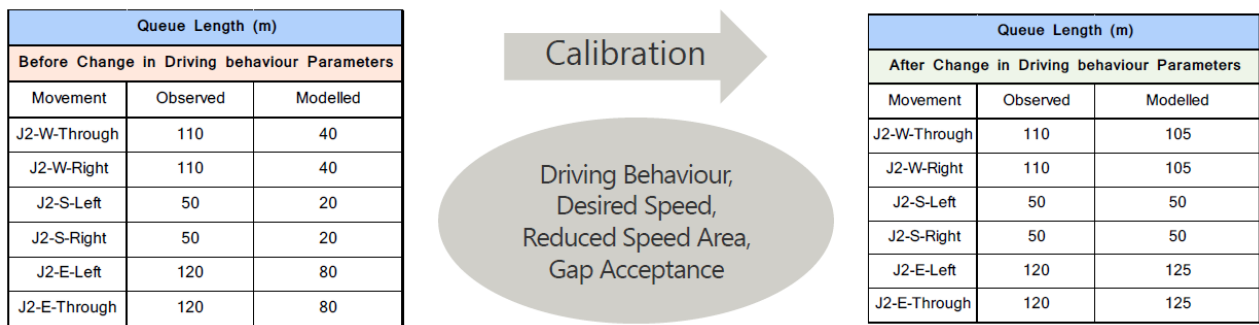 Queue Length (m)
Before Change in Driving behaviour Parameters
Movement Observed Modelled
J2-W-Through 110 40
J2-W-Right 110 40
J2-S-Left 50 20
J2-S-Right 50 20
J2-E-Left 120 80
J2-E-Through 120 80
Calibration
Driving Behaviour,
Desired Speed,
Reduced Speed Area,
Gap Acceptance
Queue Length (m)
After Change in Driving behaviour Parameters
Movement Observed Modelled
J2-W-Through 110 105
J2-W-Right 110 105
J2-S-Left 50 50
J2-S-Right 50 50
J2-E-Left 120 125
J2-E-Through 120 125